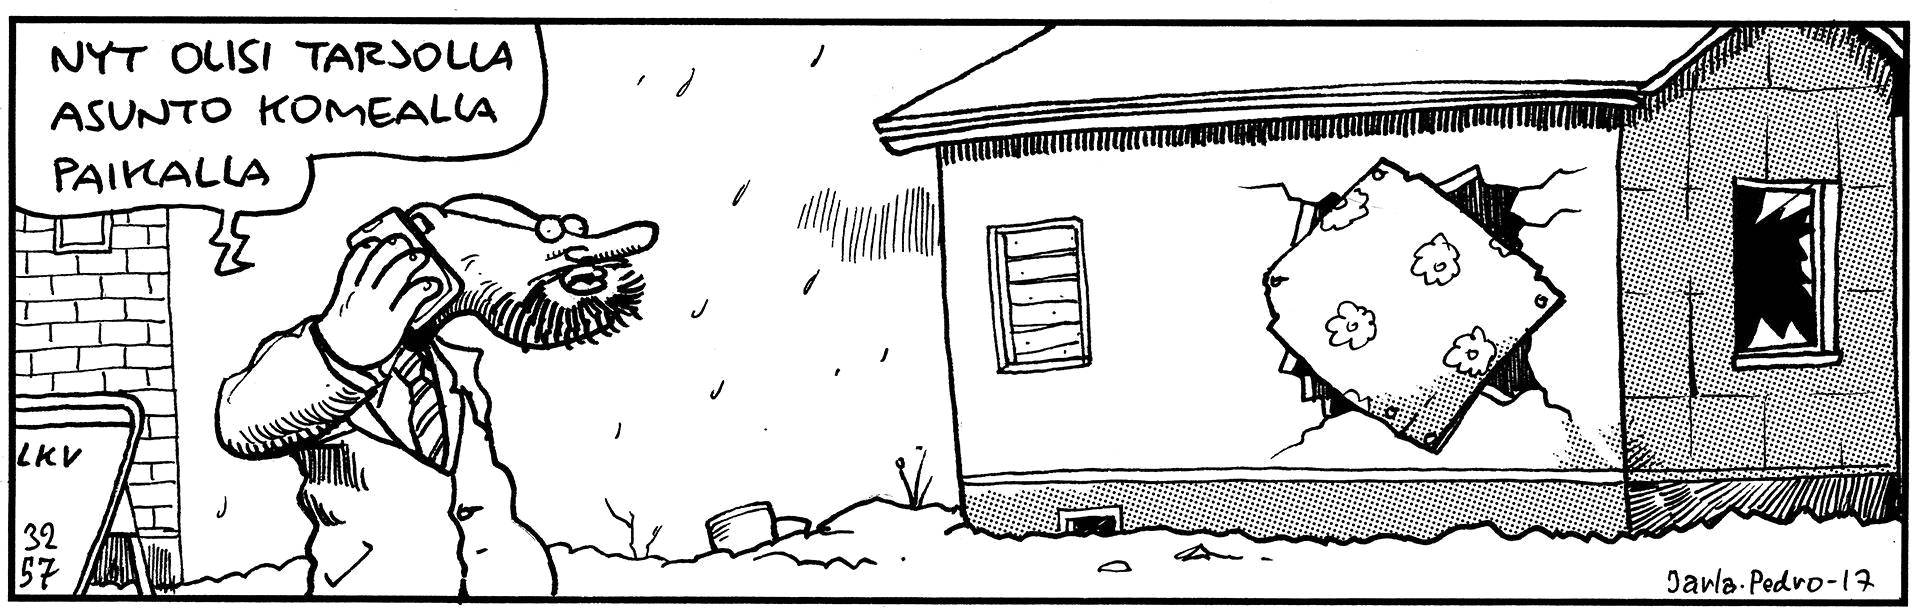 NYT OLISI TARJOLLA
ASUNTO KOMEALLA
PAIKALLA
LKV
32
57
Jarla.Pedro-17